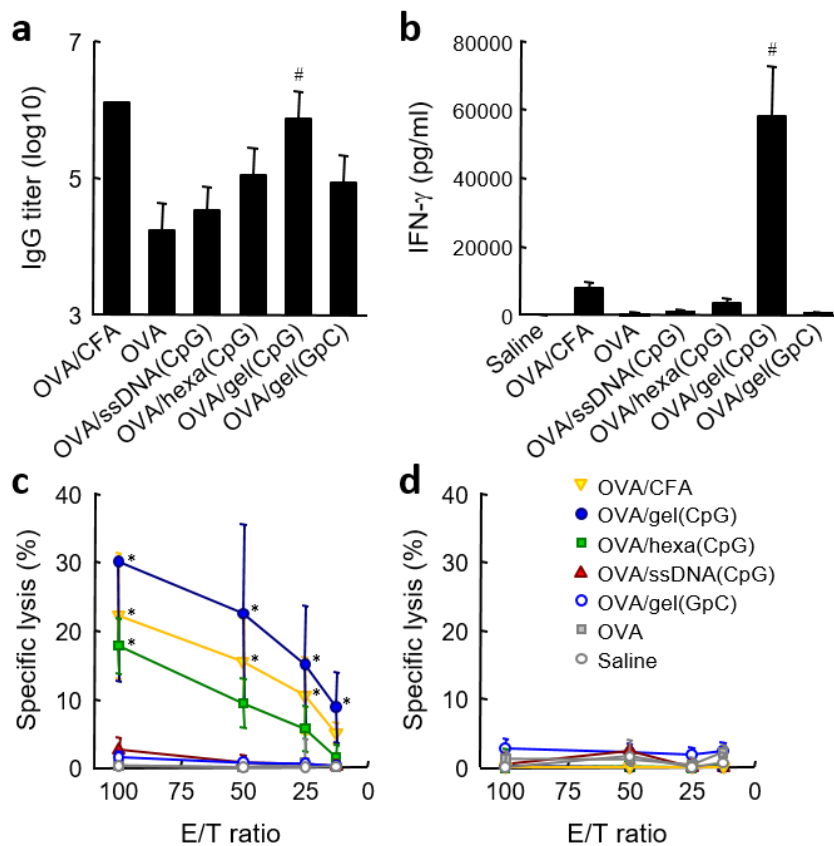 a
7
5
3
IgG titer (log10)
#
OVA/CFA
OVA
OVA/ssDNA(CpG)
OVA/hexa(CpG)
OVA/gel(CpG)
OVA/gel(GpC)
b
80000
60000
40000
20000
0
IFN-γ (pg/ml)
#
Saline
OVA/CFA
OVA
OVA/ssDNA(CpG)
OVA/hexa(CpG)
OVA/gel(CpG)
OVA/gel(GpC)
c
40
30
20
10
0
Specific lysis (%)
*
*
*
*
*
*
*
*
100 75 50 25 0
E/T ratio
d
40
30
20
10
0
Specific lysis (%)
OVA/CFA
OVA/gel(CpG)
OVA/hexa(CpG)
OVA/ssDNA(CpG)
OVA/gel(GpC)
OVA
Saline
100 75 50 25 0
E/T ratio